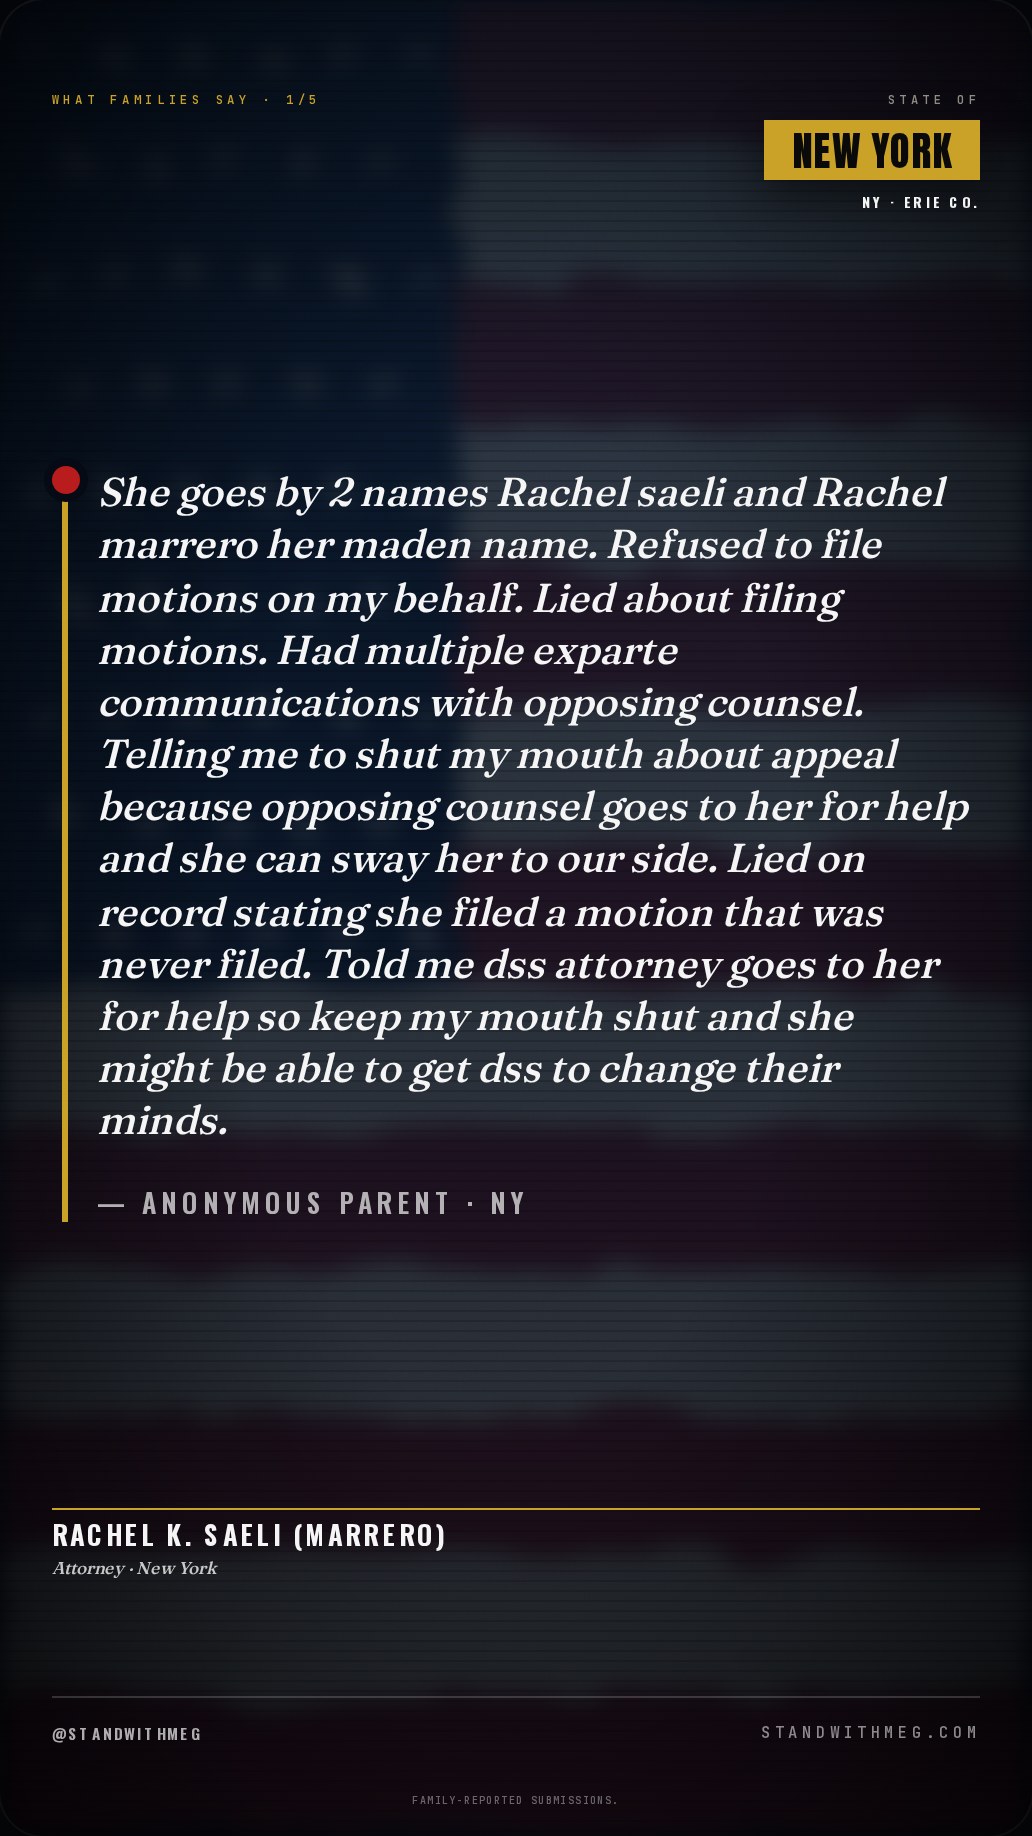 WHAT FAMILIES SAY · 1/5
STATE OF
NEW YORK
NY · ERIE CO.
She goes by 2 names Rachel saeli and Rachel
marrero her maden name. Refused to file
motions on my behalf. Lied about filing
motions. Had multiple exparte
communications with opposing counsel.
Telling me to shut my mouth about appeal
because opposing counsel goes to her for help
and she can sway her to our side. Lied on
record stating she filed a motion that was
never filed. Told me dss attorney goes to her
for help so keep my mouth shut and she
might be able to get dss to change their
minds.
— ANONYMOUS PARENT · NY
RACHEL K. SAELI (MARRERO)
Attorney · New York
@STANDWITHMEG
STANDWITHMEG.COM
FAMILY-REPORTED SUBMISSIONS.